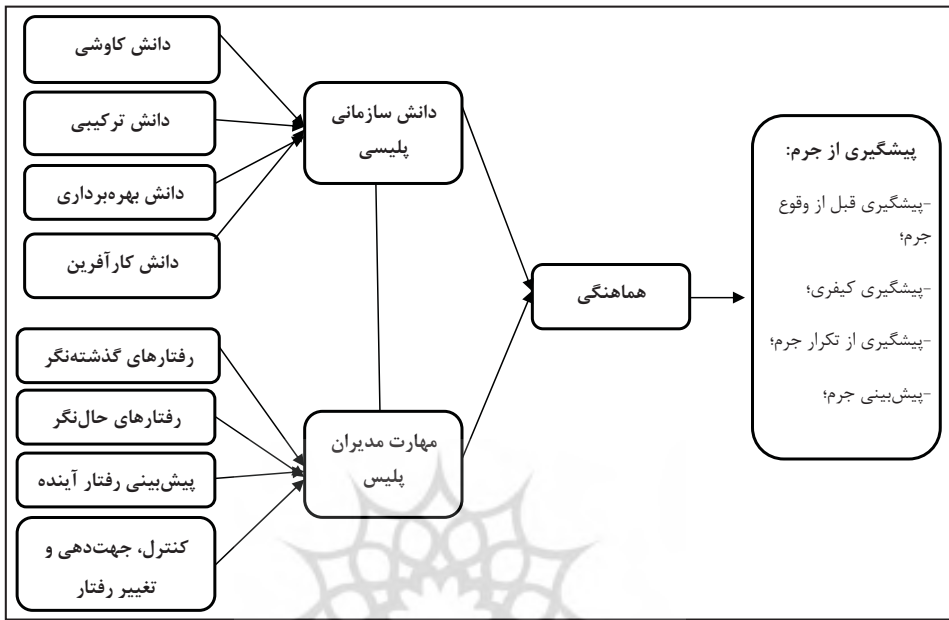 دانش کاوشی
دانش ترکیبی
دانش بهره‌برداری
دانش کارآفرین
رفتارهای گذشته‌نگر
رفتارهای حال‌نگر
پیش‌بینی رفتار آینده
کنترل، جهت‌دهی و
تغییر رفتار
دانش سازمانی
پلیسی
مهارت مدیران
پلیس
هماهنگی
پیشگیری از جرم:
-پیشگیری قبل از وقوع
جرم؛
-پیشگیری کیفری؛
-پیشگیری از تکرار جرم؛
-پیش‌بینی جرم؛